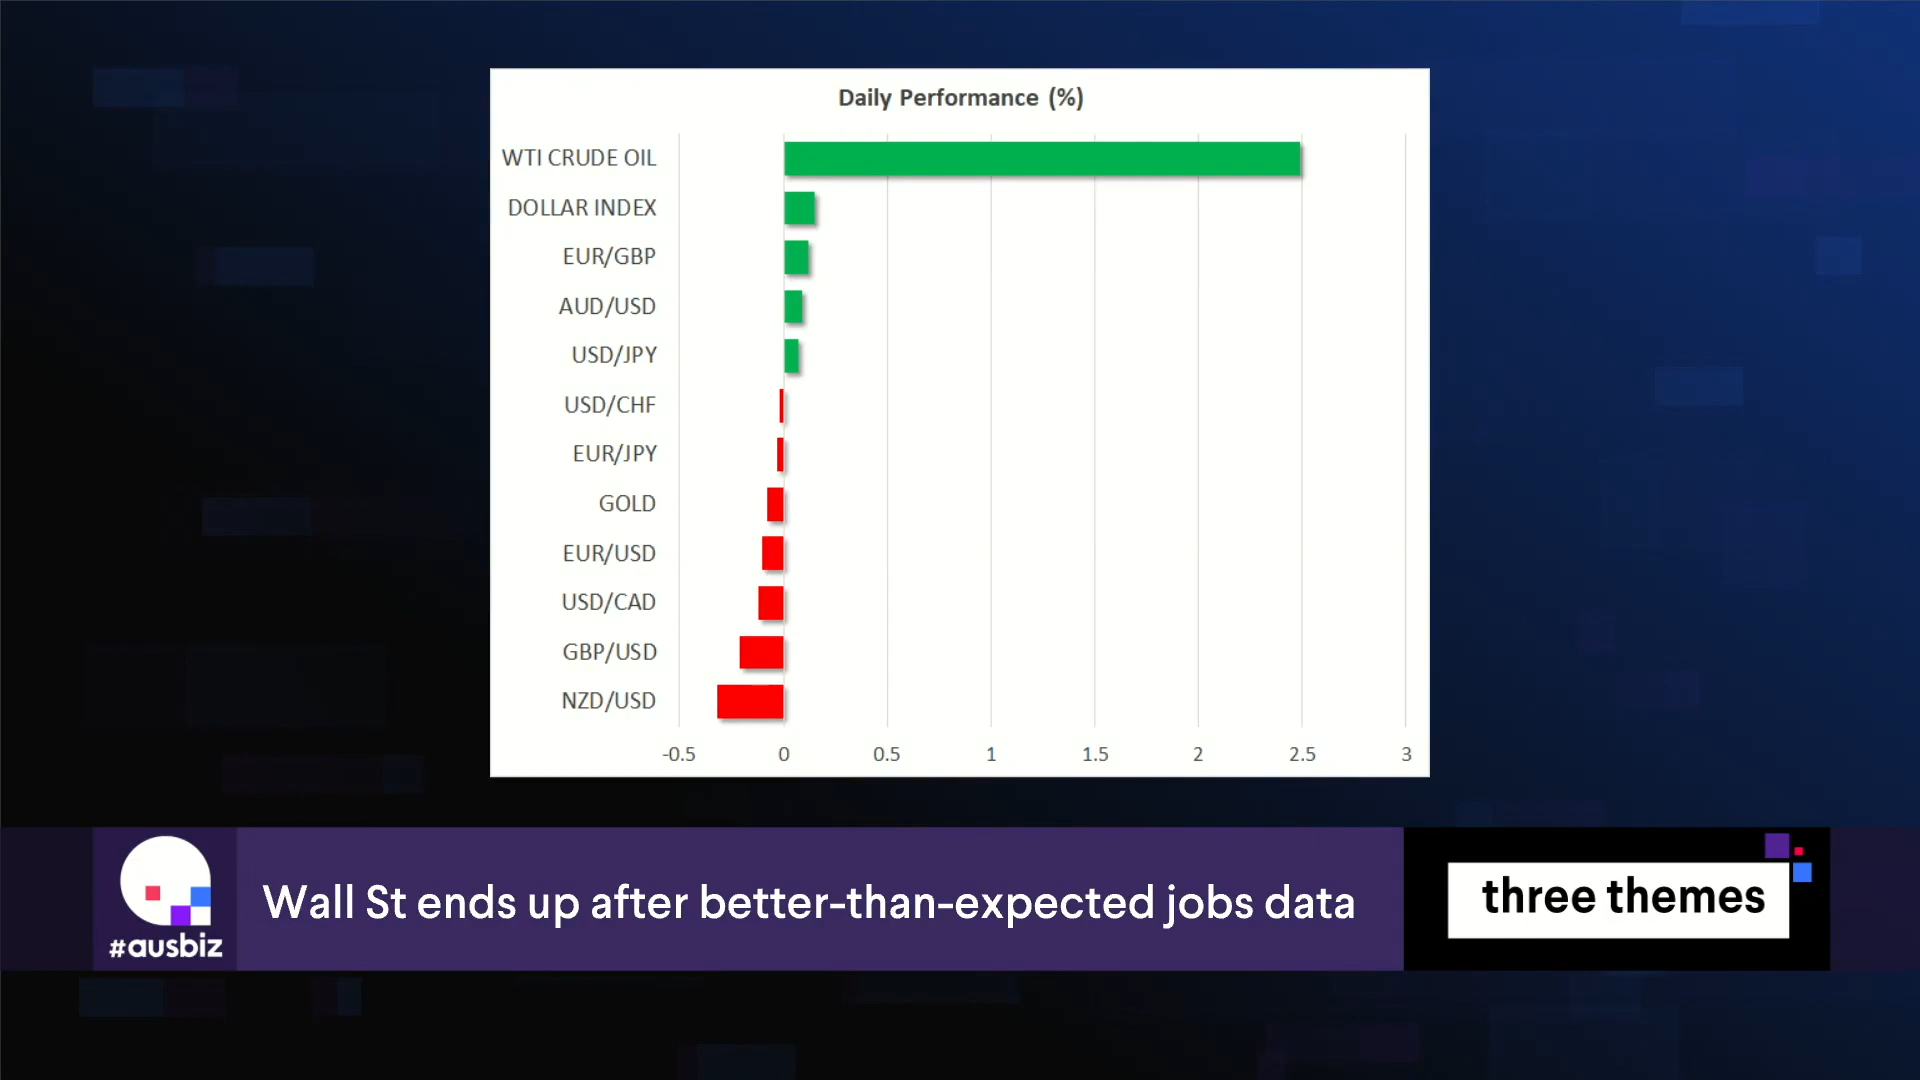 Daily Performance (%)
WTI CRUDE OIL
DOLLAR INDEX
EUR/GBP
AUD/USD
USD/JPY
USD/CHF
EUR/JPY
GOLD
EUR/USD
USD/CAD
GBP/USD
NZD/USD
-0.5 0 0.5 1 1.5 2 2.5 3
Wall St ends up after better-than-expected jobs data
three themes
#ausbiz